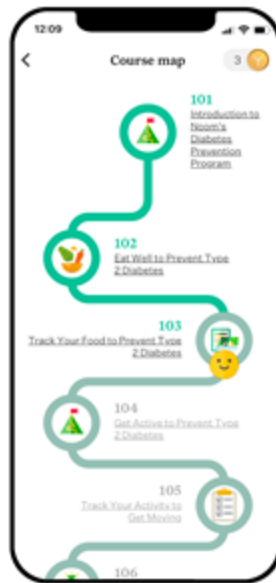 12:09
Course map
3
101
Introduction to
Noom's
Diabetes
Prevention
Program
102
Eat Well to Prevent Type
2 Diabetes
103
Track Your Food to Prevent Type
2 Diabetes
104
Get Active to Prevent Type
2 Diabetes
105
Track Your Activity to
Get Moving
106